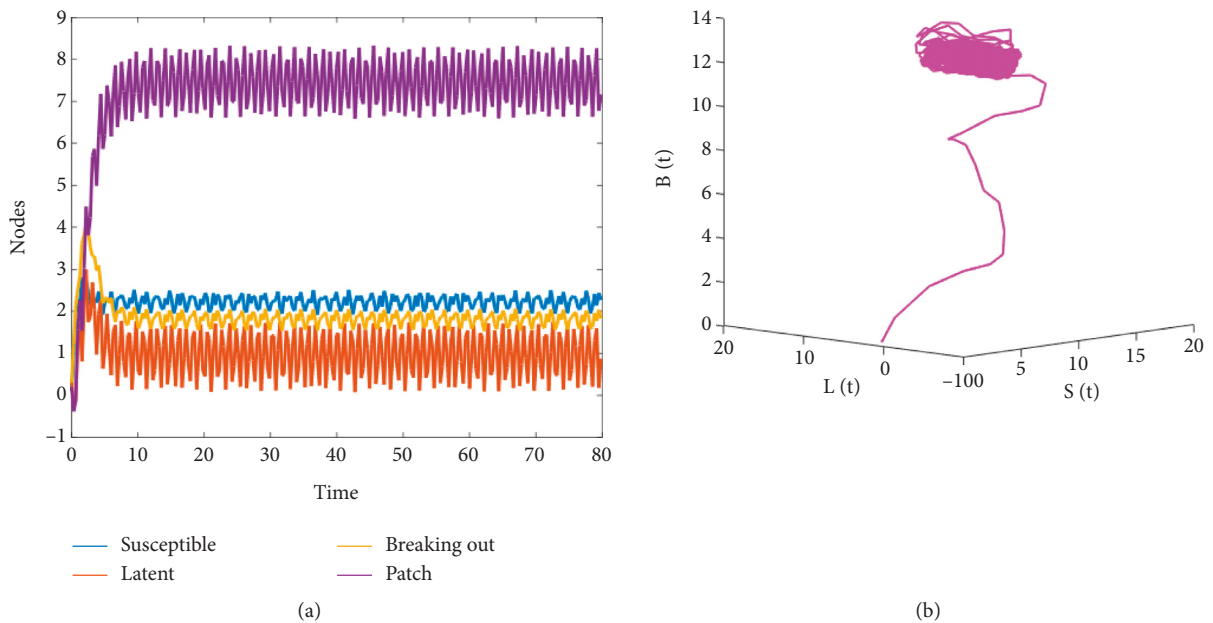 9
8
7
6
5
4
3
2
1
0
−1
Nodes
0 10 20 30 40 50 60 70 80
Time
Susceptible
Latent
Breaking out
Patch
(a)
14
12
10
8
6
4
2
0
B (t)
20 10 0 −100 5 10 15 20
L (t)
S (t)
(b)